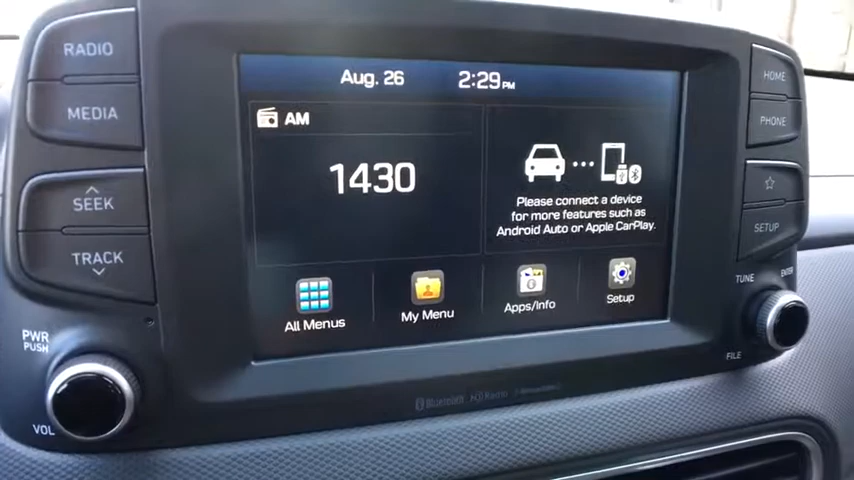 RADIO
MEDIA
SEEK
TRACK
PWR
PUSH
VOL
Aug. 26 2:29 PM
AM
1430
Please connect a device
for more features such as
Android Auto or Apple CarPlay.
All Menus
My Menu
Apps/Info
Setup
HOME
PHONE
SETUP
TUNE
ENTER
FILE
Bluetooth HD Radio